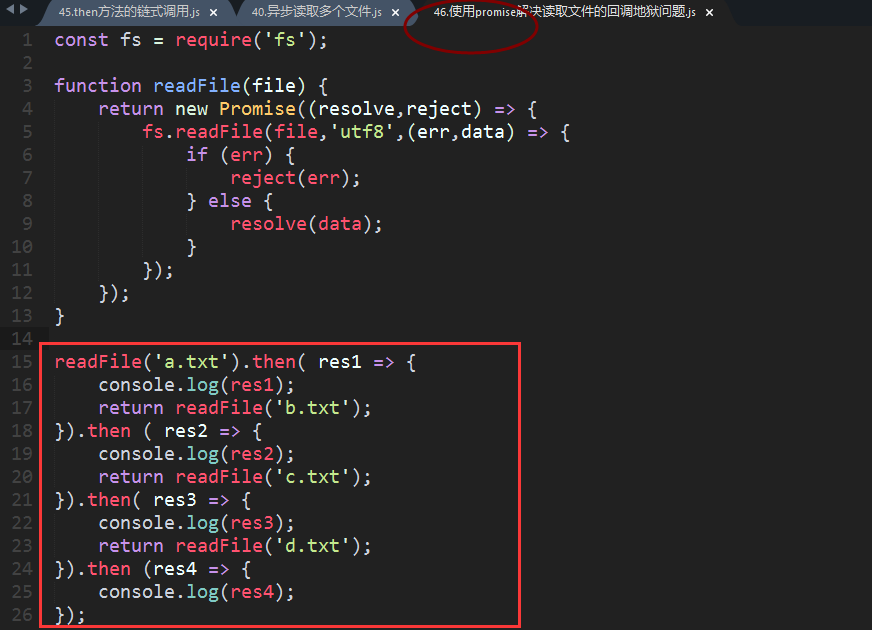 45.then方法的链式调用.js × 40.异步读取多个文件.js × 46.使用promise解决读取文件的回调地狱问题.js ×
1 const fs = require('fs');
2
3 function readFile(file) {
4 return new Promise((resolve,reject) => {
5 fs.readFile(file,'utf8',(err,data) => {
6 if (err) {
7 reject(err);
8 } else {
9 resolve(data);
10 }
11 });
12 });
13 }
14
15 readFile('a.txt').then( res1 => {
16 console.log(res1);
17 return readFile('b.txt');
18 }).then ( res2 => {
19 console.log(res2);
20 return readFile('c.txt');
21 }).then( res3 => {
22 console.log(res3);
23 return readFile('d.txt');
24 }).then (res4 => {
25 console.log(res4);
26 });